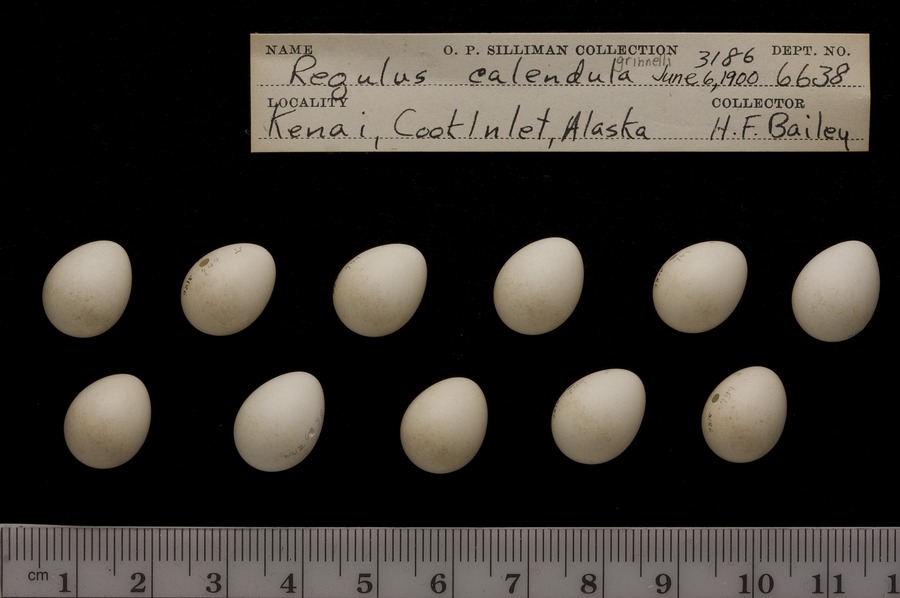 NAME O. P. SILLIMAN COLLECTION 3186 DEPT. NO.
Regulus calendula grinnelli June 6, 1900 6638
LOCALITY COLLECTOR
Kenai, Cook Inlet, Alaska H. F. Bailey
cm 1 2 3 4 5 6 7 8 9 10 11 1